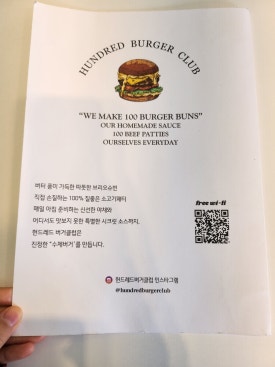 HUNDRED BURGER CLUB
"WE MAKE 100 BURGER BUNS"
OUR HOMEMADE SAUCE
100 BEEF PATTIES
OURSELVES EVERYDAY
버터 풍미 가득한 따뜻한 브리오슈번
직접 손질하는 100% 질좋은 소고기패티
매일 아침 준비하는 신선한 야채와
어디서도 맛보지 못한 특별한 시크릿 소스까지.
헌드레드 버거클럽은
진정한 "수제버거'를 만듭니다.
free wi-fi
헌드레드버거클럽 인스타그램
#hundredburgerclub